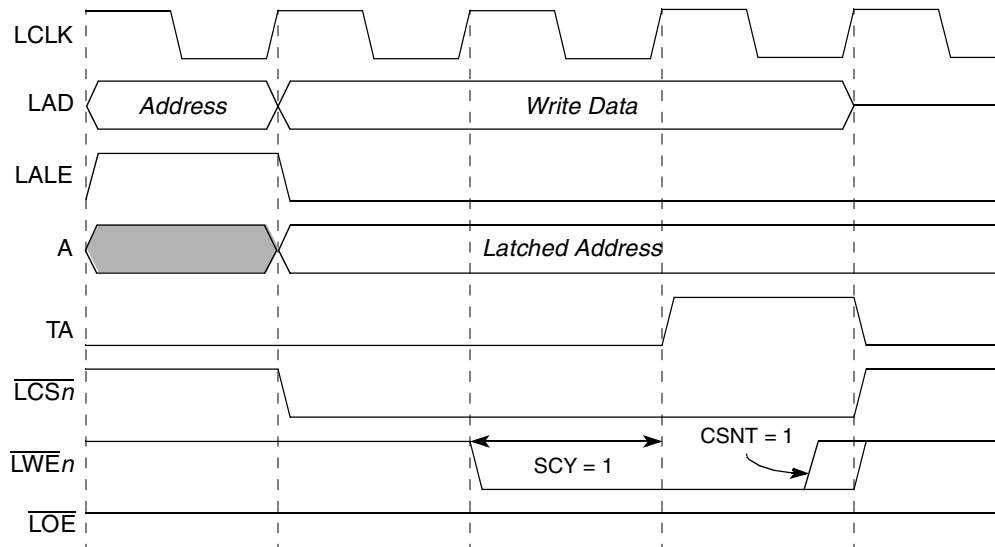 LCLK
LAD Address Write Data
LALE
A Latched Address
TA
LCSn
LWEn SCY = 1 CSNT = 1
LOE